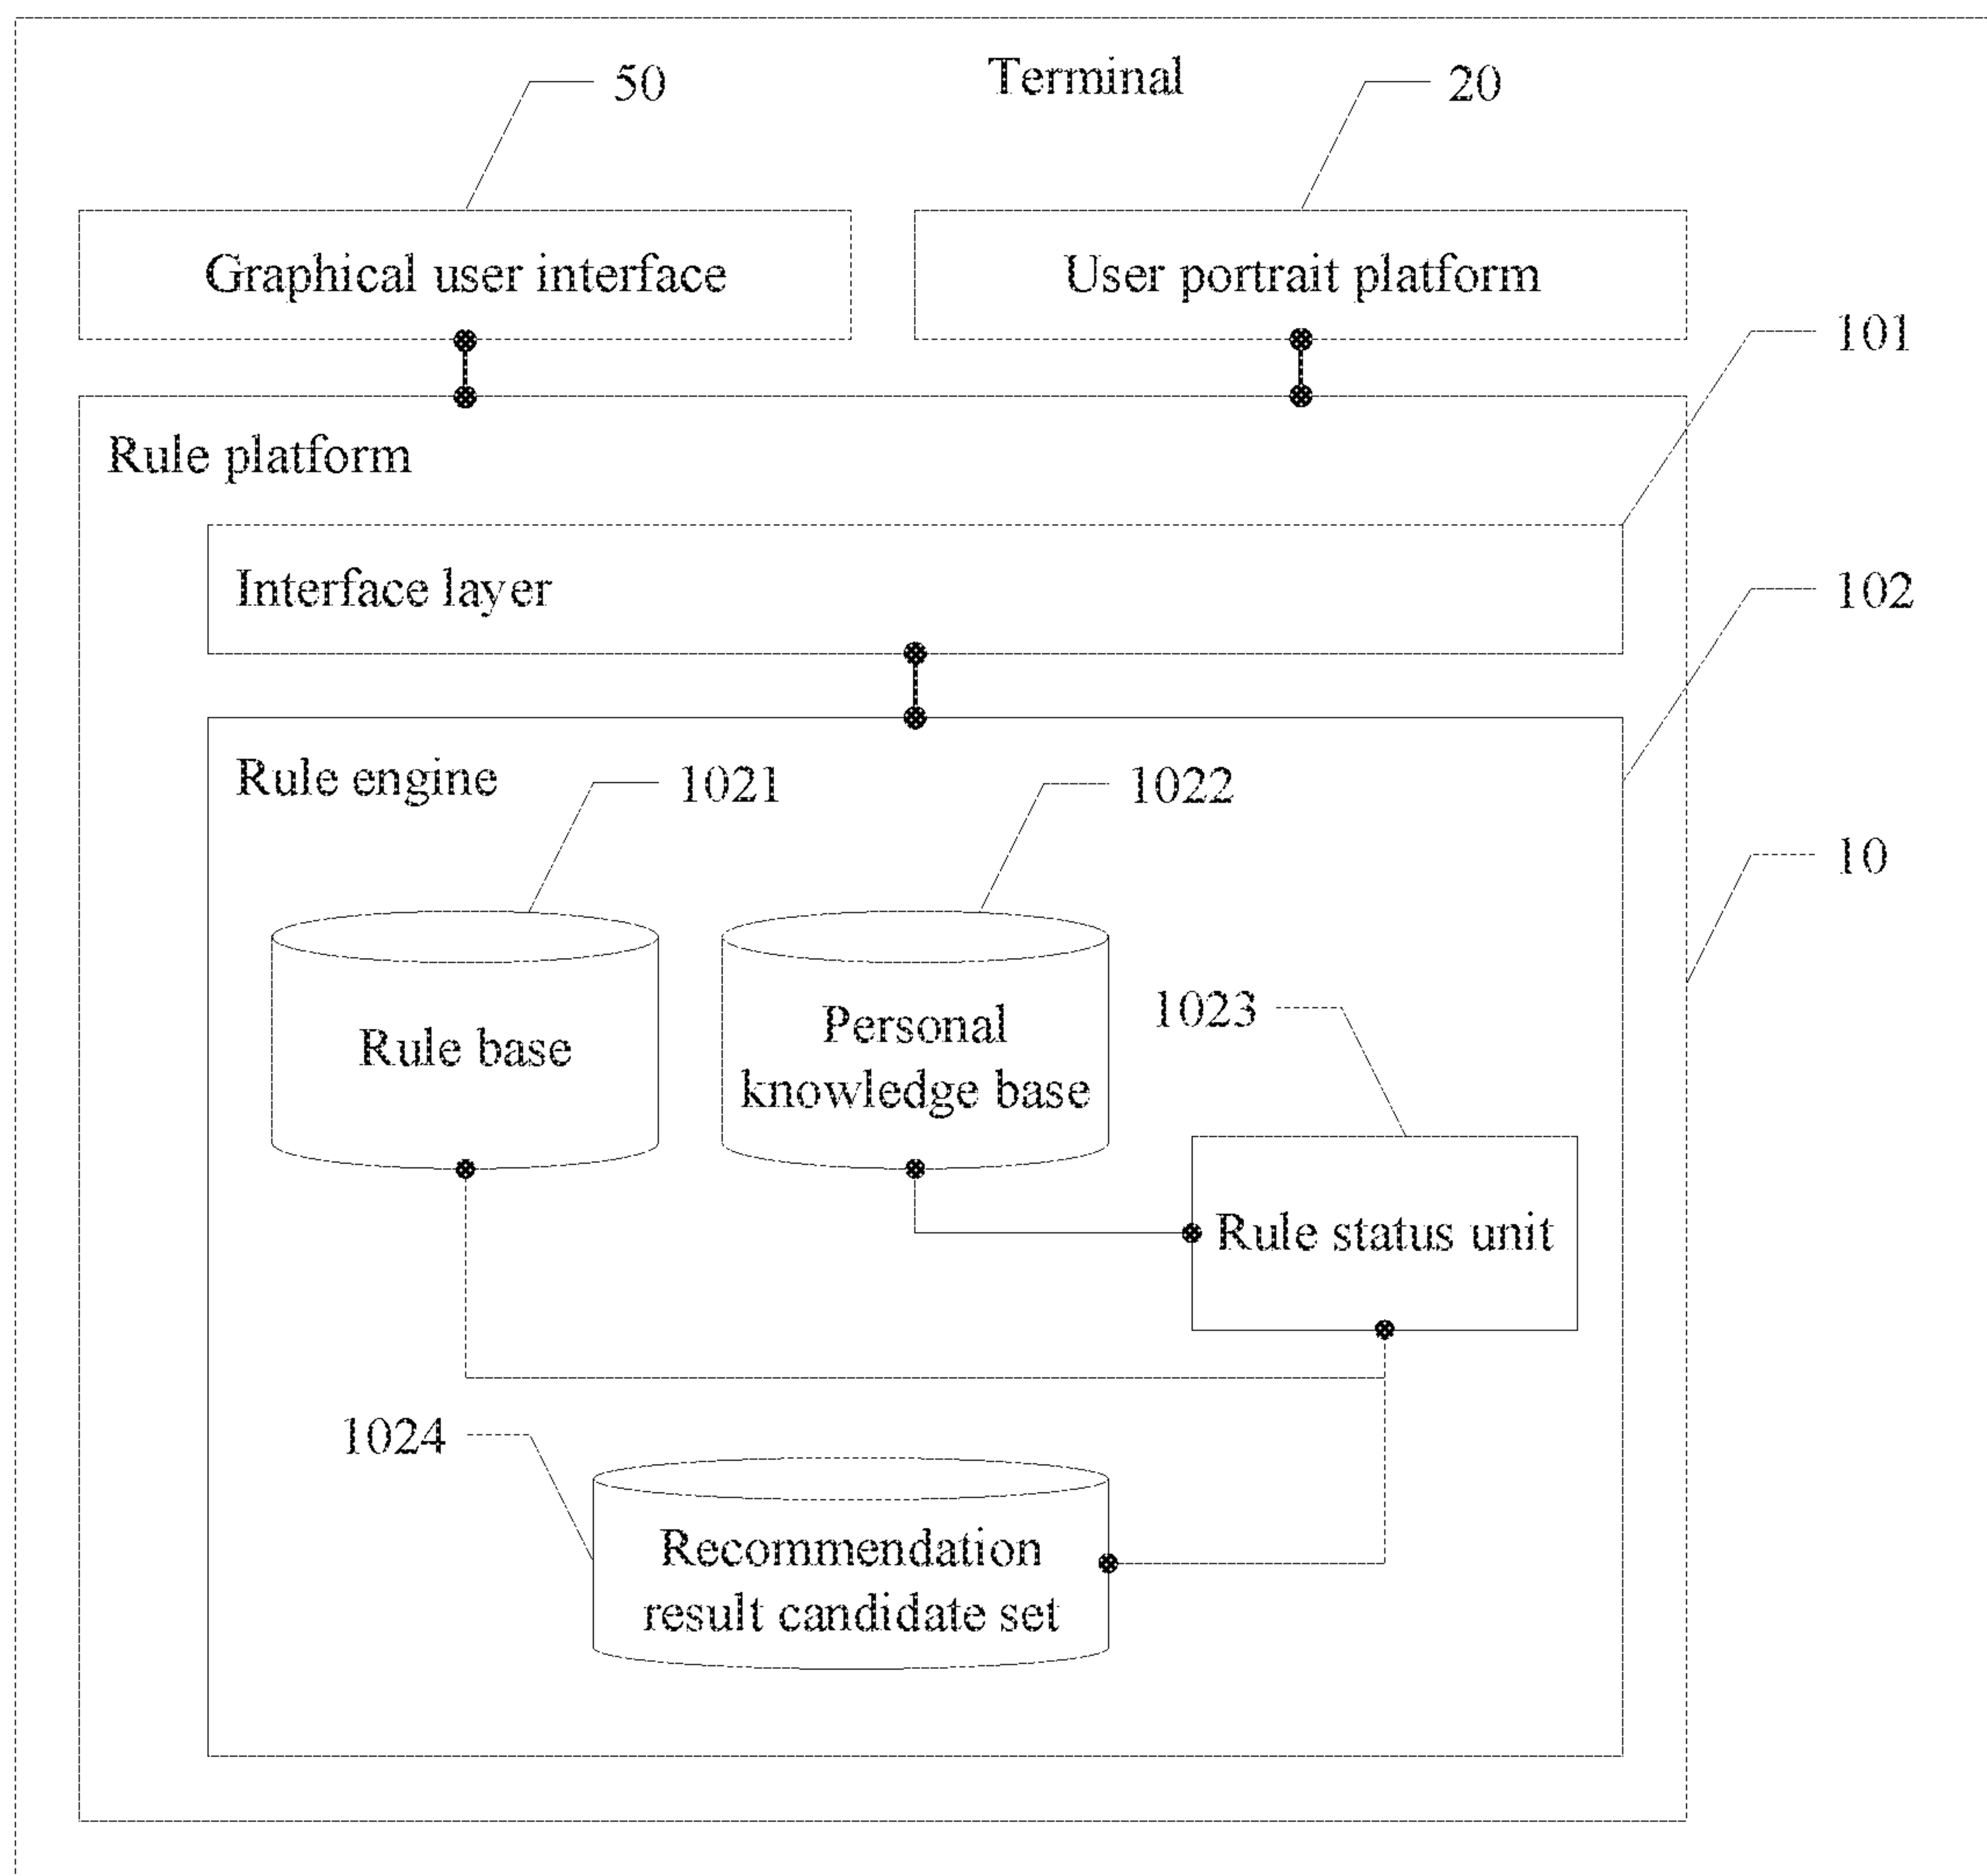 Terminal
50
20
Graphical user interface
User portrait platform
101
Rule platform
Interface layer
102
Rule engine
1021
1022
10
Rule base
Personal
knowledge base
1023
Rule status unit
1024
Recommendation
result candidate set